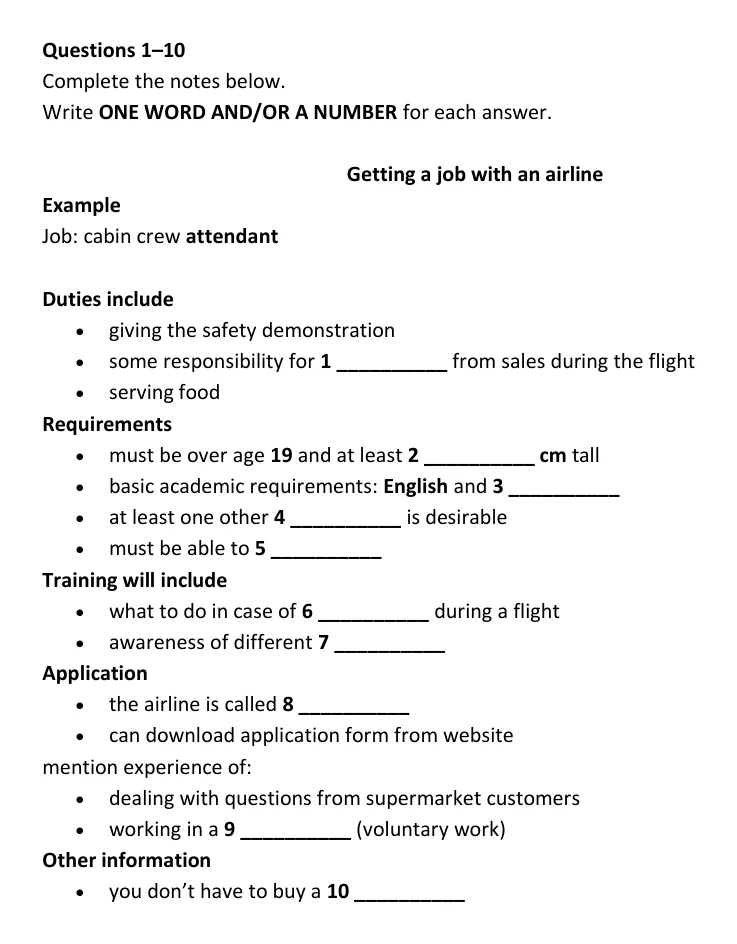 Questions 1–10
Complete the notes below.
Write ONE WORD AND/OR A NUMBER for each answer.
Getting a job with an airline
Example
Job: cabin crew attendant
Duties include
• giving the safety demonstration
• some responsibility for 1 __________ from sales during the flight
• serving food
Requirements
• must be over age 19 and at least 2 __________ cm tall
• basic academic requirements: English and 3 __________
• at least one other 4 __________ is desirable
• must be able to 5 __________
Training will include
• what to do in case of 6 __________ during a flight
• awareness of different 7 __________
Application
• the airline is called 8 __________
• can download application form from website
mention experience of:
• dealing with questions from supermarket customers
• working in a 9 __________ (voluntary work)
Other information
• you don’t have to buy a 10 __________